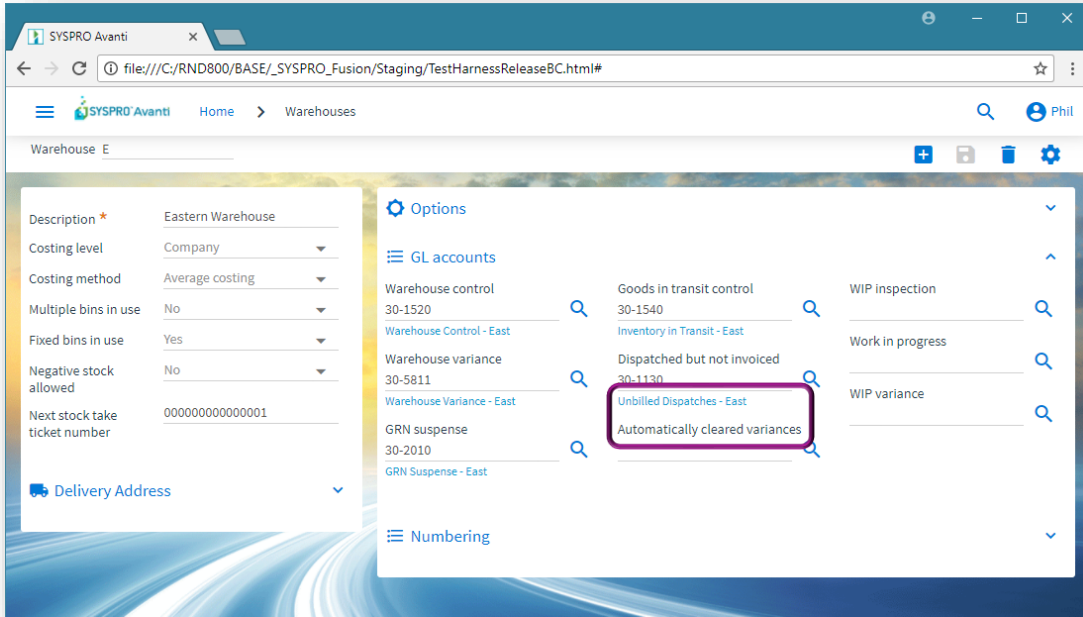 SYSPRO Avanti
file:///C:/RND800/BASE/_SYSPRO_Fusion/Staging/TestHarnessReleaseBC.html#
SYSPRO Avanti Home Warehouses Phil
Warehouse E
Description * Eastern Warehouse
Costing level Company
Costing method Average costing
Multiple bins in use No
Fixed bins in use Yes
Negative stock allowed No
Next stock take ticket number 000000000000001
Delivery Address
Options
GL accounts
Warehouse control
30-1520
Warehouse Control - East
Warehouse variance
30-5811
Warehouse Variance - East
GRN suspense
30-2010
GRN Suspense - East
Goods in transit control
30-1540
Inventory in Transit - East
Dispatched but not invoiced
30-1130
Unbilled Dispatches - East
Automatically cleared variances
WIP inspection
Work in progress
WIP variance
Numbering